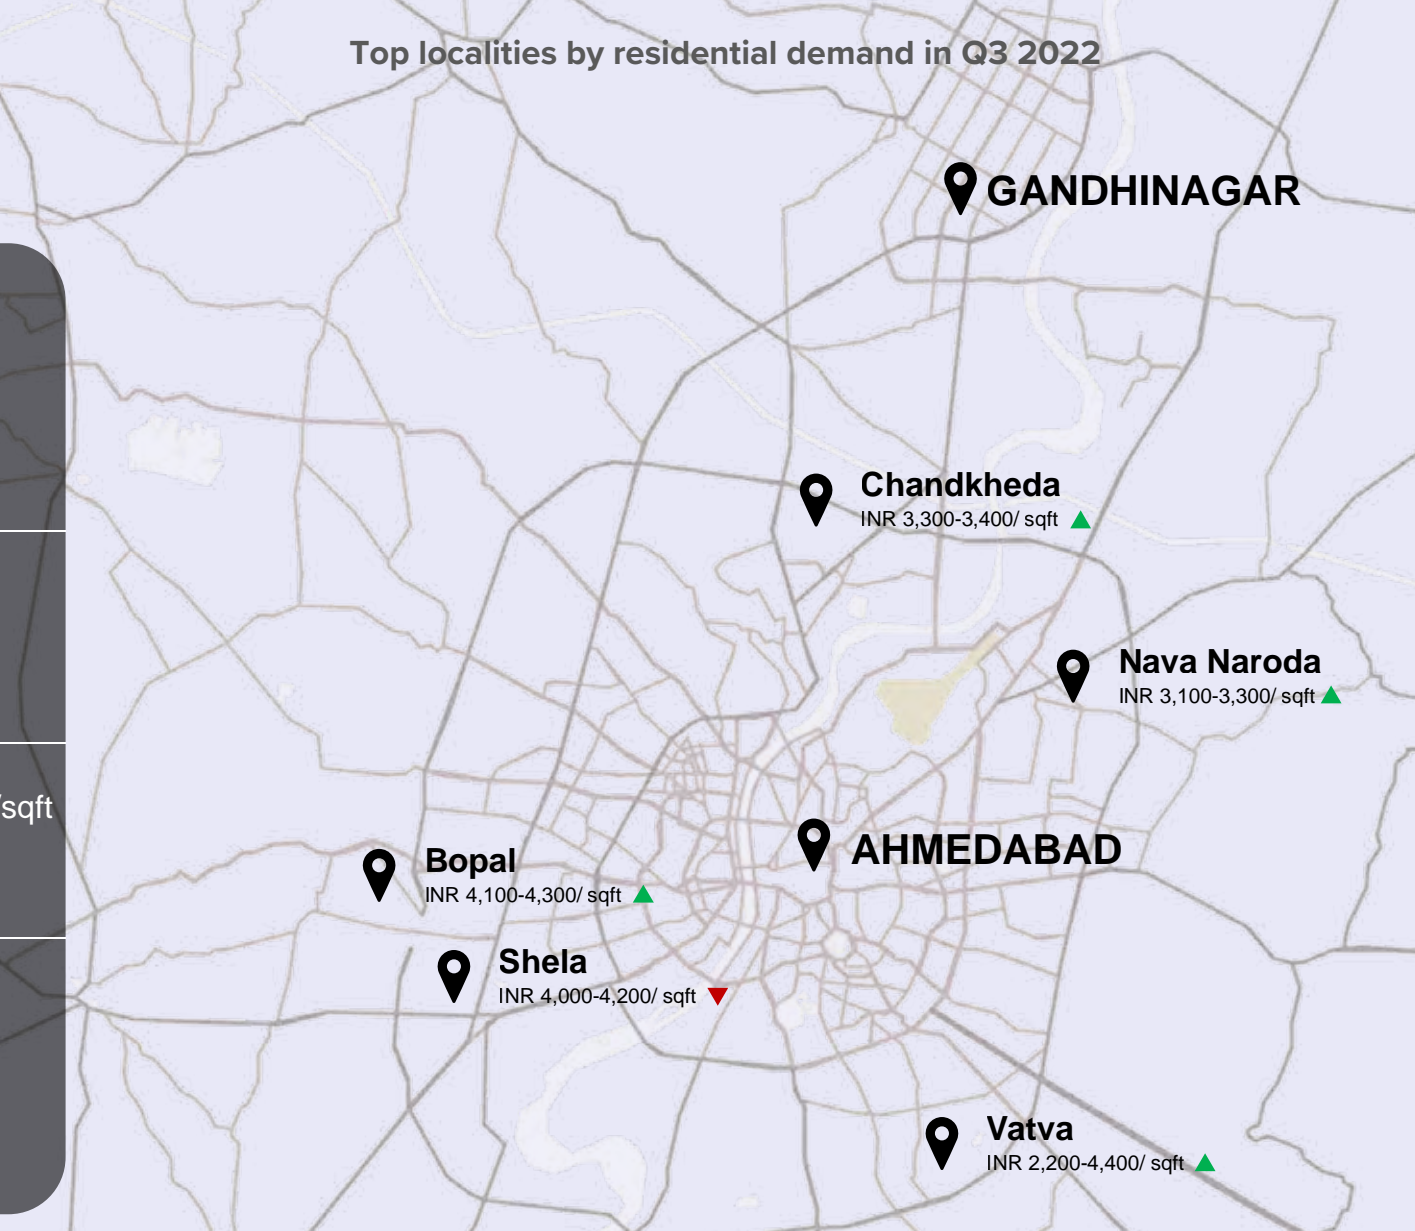 Top localities by residential demand in Q3 2022
GANDHINAGAR
Chandkheda
INR 3,300-3,400/ sqft
Nava Naroda
INR 3,100-3,300/ sqft
/sqft
AHMEDABAD
Bopal
INR 4,100-4,300/ sqft
Shela
INR 4,000-4,200/ sqft
Vatva
INR 2,200-4,400/ sqft